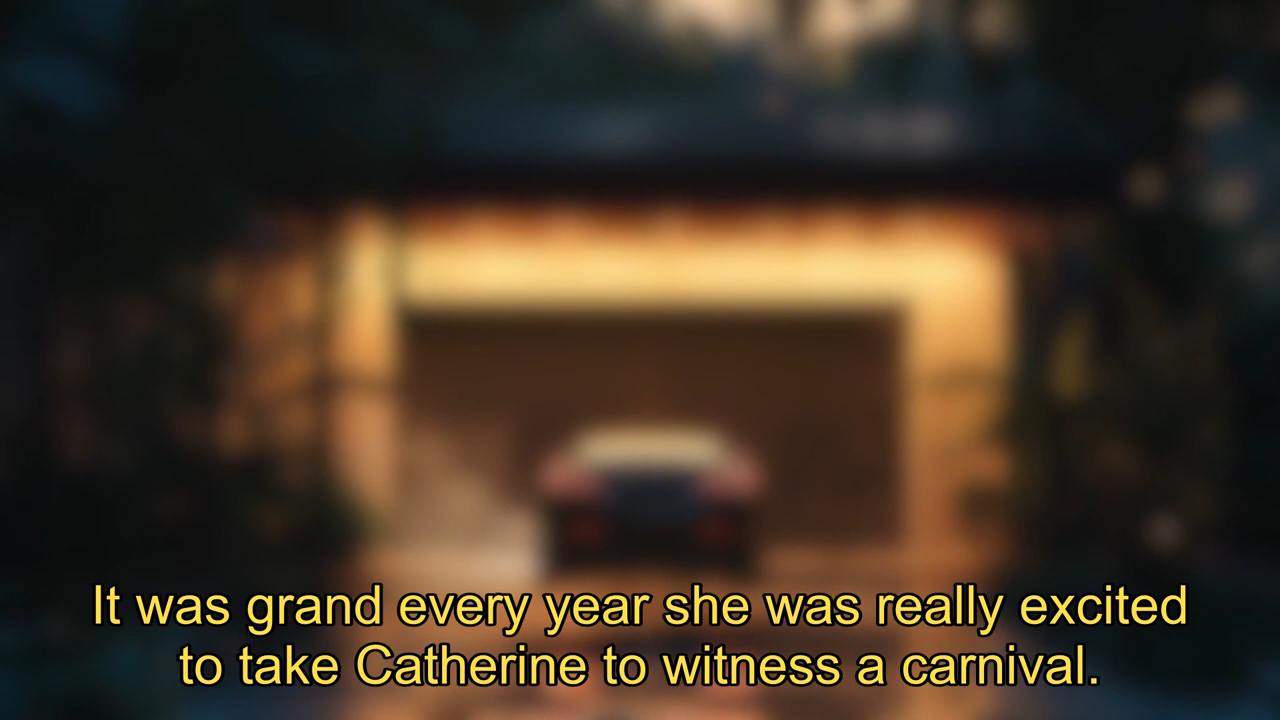 It was grand every year she was really excited
to take Catherine to witness a carnival.